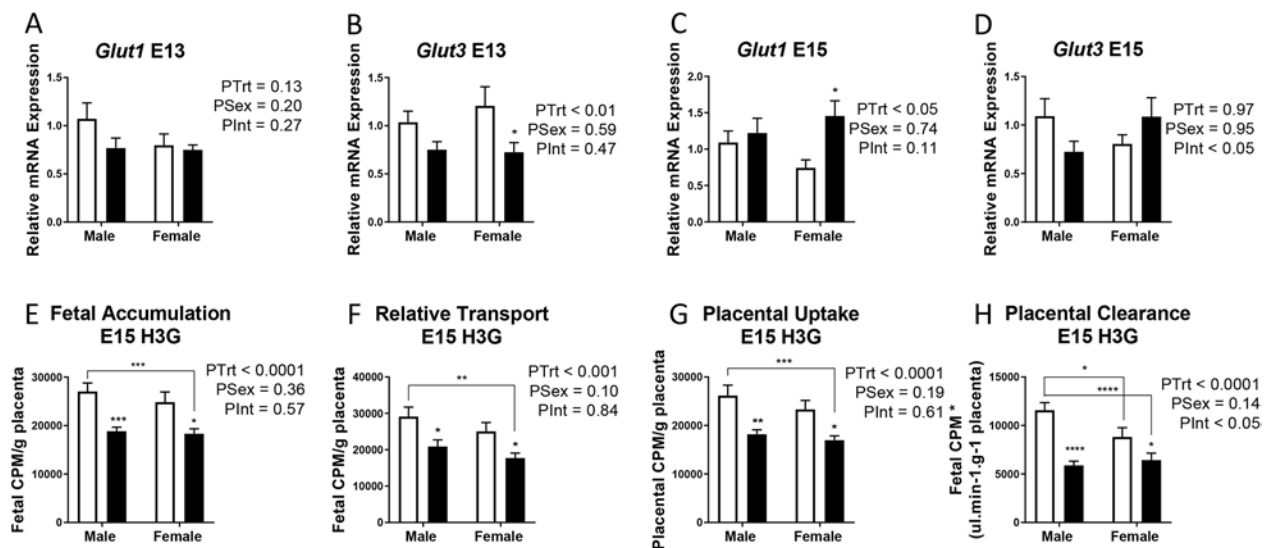 A
Glut1 E13
Relative mRNA Expression
1.5
1.0
0.5
0.0
Male
Female
PTrt = 0.13
PSex = 0.20
PInt = 0.27
B
Glut3 E13
Relative mRNA Expression
1.5
1.0
0.5
0.0
*
Male
Female
PTrt < 0.01
PSex = 0.59
PInt = 0.47
C
Glut1 E15
Relative mRNA Expression
2.0
1.5
1.0
0.5
0.0
*
Male
Female
PTrt < 0.05
PSex = 0.74
PInt = 0.11
D
Glut3 E15
Relative mRNA Expression
1.5
1.0
0.5
0.0
Male
Female
PTrt = 0.97
PSex = 0.95
PInt < 0.05
E
Fetal Accumulation
E15 H3G
Fetal CPM/g placenta
30000
20000
10000
0
***
***
*
Male
Female
PTrt < 0.0001
PSex = 0.36
PInt = 0.57
F
Relative Transport
E15 H3G
Fetal CPM/g placenta
40000
30000
20000
10000
0
**
*
*
Male
Female
PTrt < 0.001
PSex = 0.10
PInt = 0.84
G
Placental Uptake
E15 H3G
Placental CPM/g placenta
30000
20000
10000
0
***
**
*
Male
Female
PTrt < 0.0001
PSex = 0.19
PInt = 0.61
H
Placental Clearance
E15 H3G
Fetal CPM *
(ul.min-1.g-1 placenta)
15000
10000
5000
0
*
****
****
*
Male
Female
PTrt < 0.0001
PSex = 0.14
PInt < 0.05